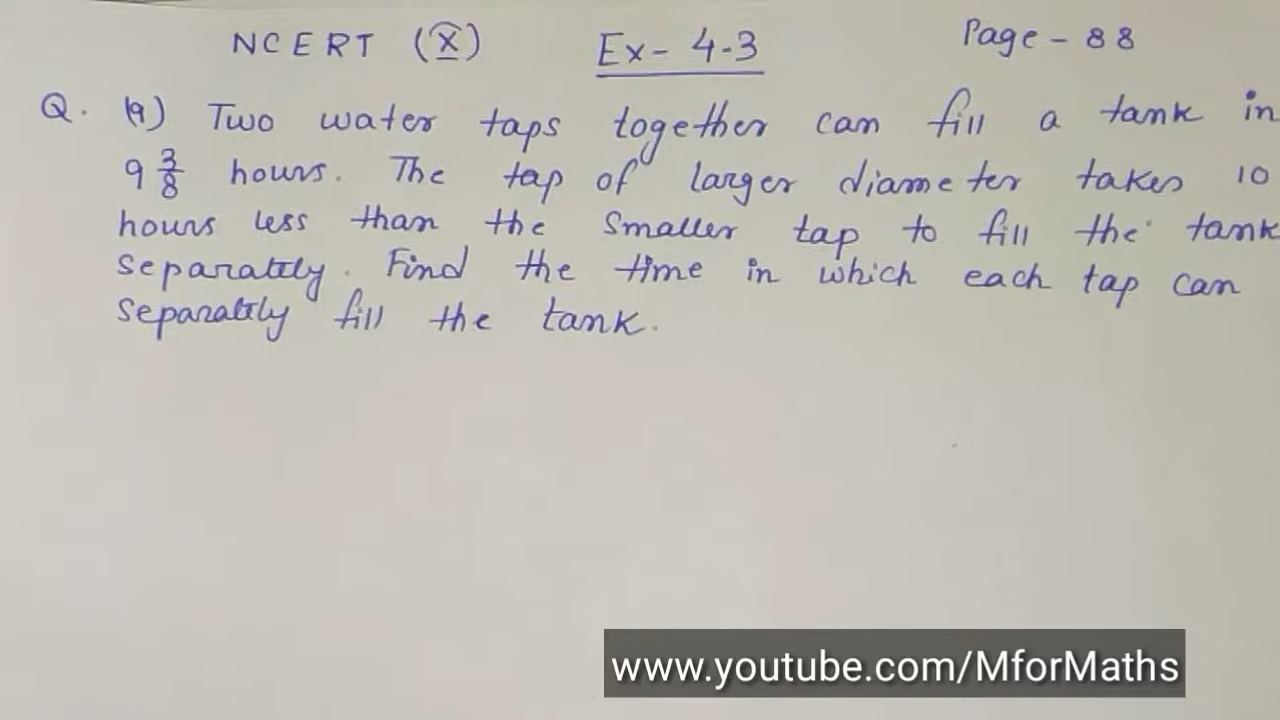 NCERT (X) Ex- 4.3 Page - 88
Q. (9) Two water taps together can fill a tank in
9 3/8 hours. The tap of larger diameter takes 10
hours less than the smaller tap to fill the tank
separately. Find the time in which each tap can
separately fill the tank.
www.youtube.com/MforMaths